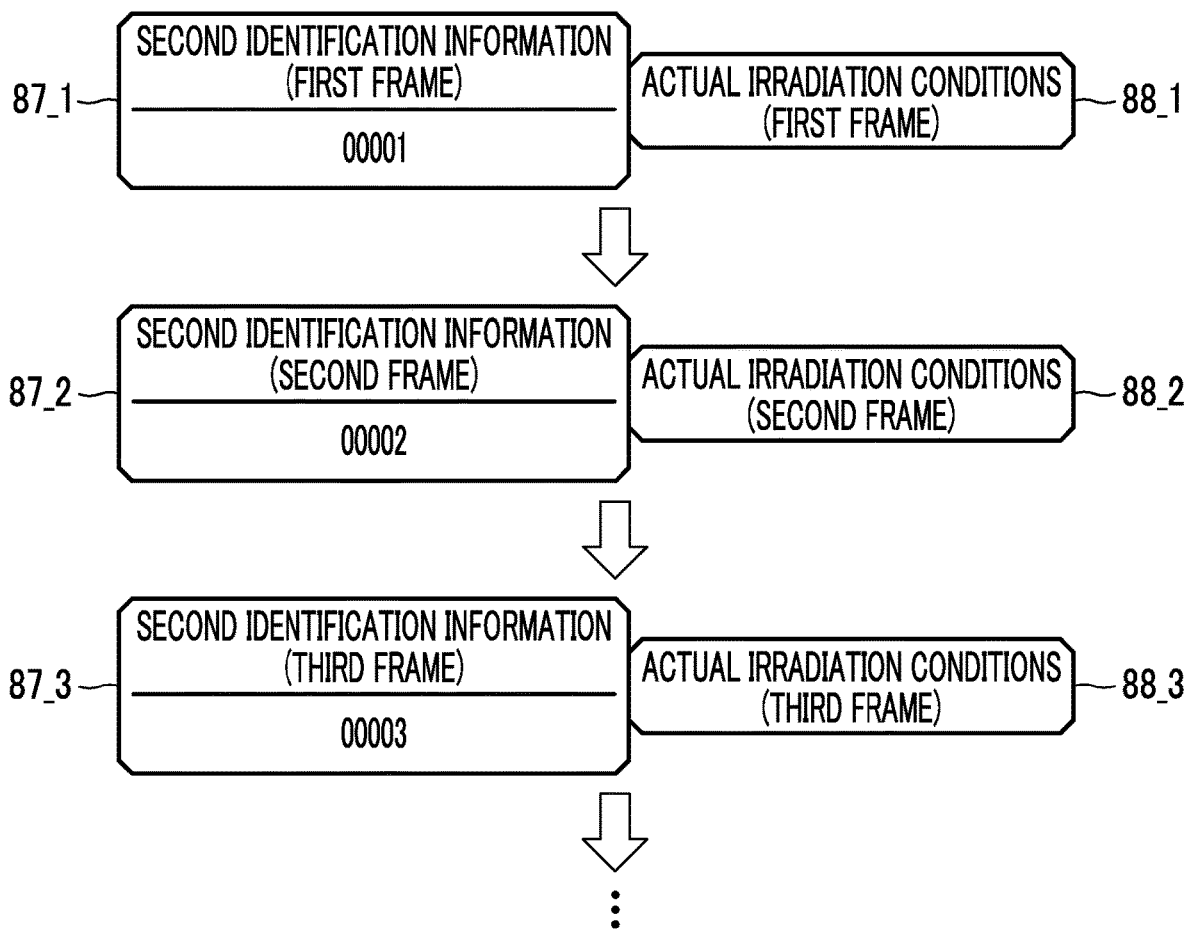 SECOND IDENTIFICATION INFORMATION
(FIRST FRAME)
87_1
00001
ACTUAL IRRADIATION CONDITIONS
(FIRST FRAME)
88_1
SECOND IDENTIFICATION INFORMATION
(SECOND FRAME)
87_2
00002
ACTUAL IRRADIATION CONDITIONS
(SECOND FRAME)
88_2
SECOND IDENTIFICATION INFORMATION
(THIRD FRAME)
87_3
00003
ACTUAL IRRADIATION CONDITIONS
(THIRD FRAME)
88_3